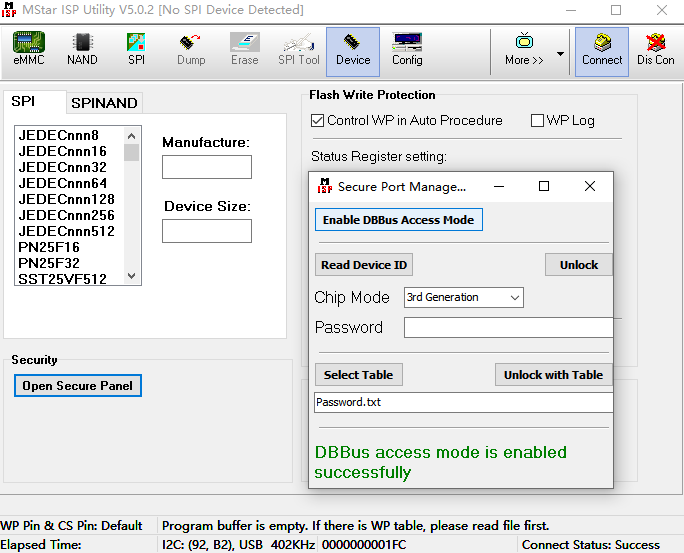 MStar ISP Utility V5.0.2 [No SPI Device Detected]
eMMC
NAND
SPI
Dump
Erase
SPI Tool
Device
Config
More >>
Connect
Dis Con
SPI
SPINAND
JEDECnnn8
JEDECnnn16
JEDECnnn32
JEDECnnn64
JEDECnnn128
JEDECnnn256
JEDECnnn512
PN25F16
PN25F32
SST25VF512
Manufacture:
Device Size:
Flash Write Protection
Control WP in Auto Procedure
WP Log
Status Register setting:
M
ISP
Secure Port Manage...
Enable DBBus Access Mode
Read Device ID
Unlock
Chip Mode
3rd Generation
Password
Select Table
Unlock with Table
Password.txt
DBBus access mode is enabled
successfully
Security
Open Secure Panel
WP Pin & CS Pin: Default
Program buffer is empty. If there is WP table, please read file first.
Elapsed Time:
I2C: (92, B2), USB 402KHz
0000000001FC
Connect Status: Success